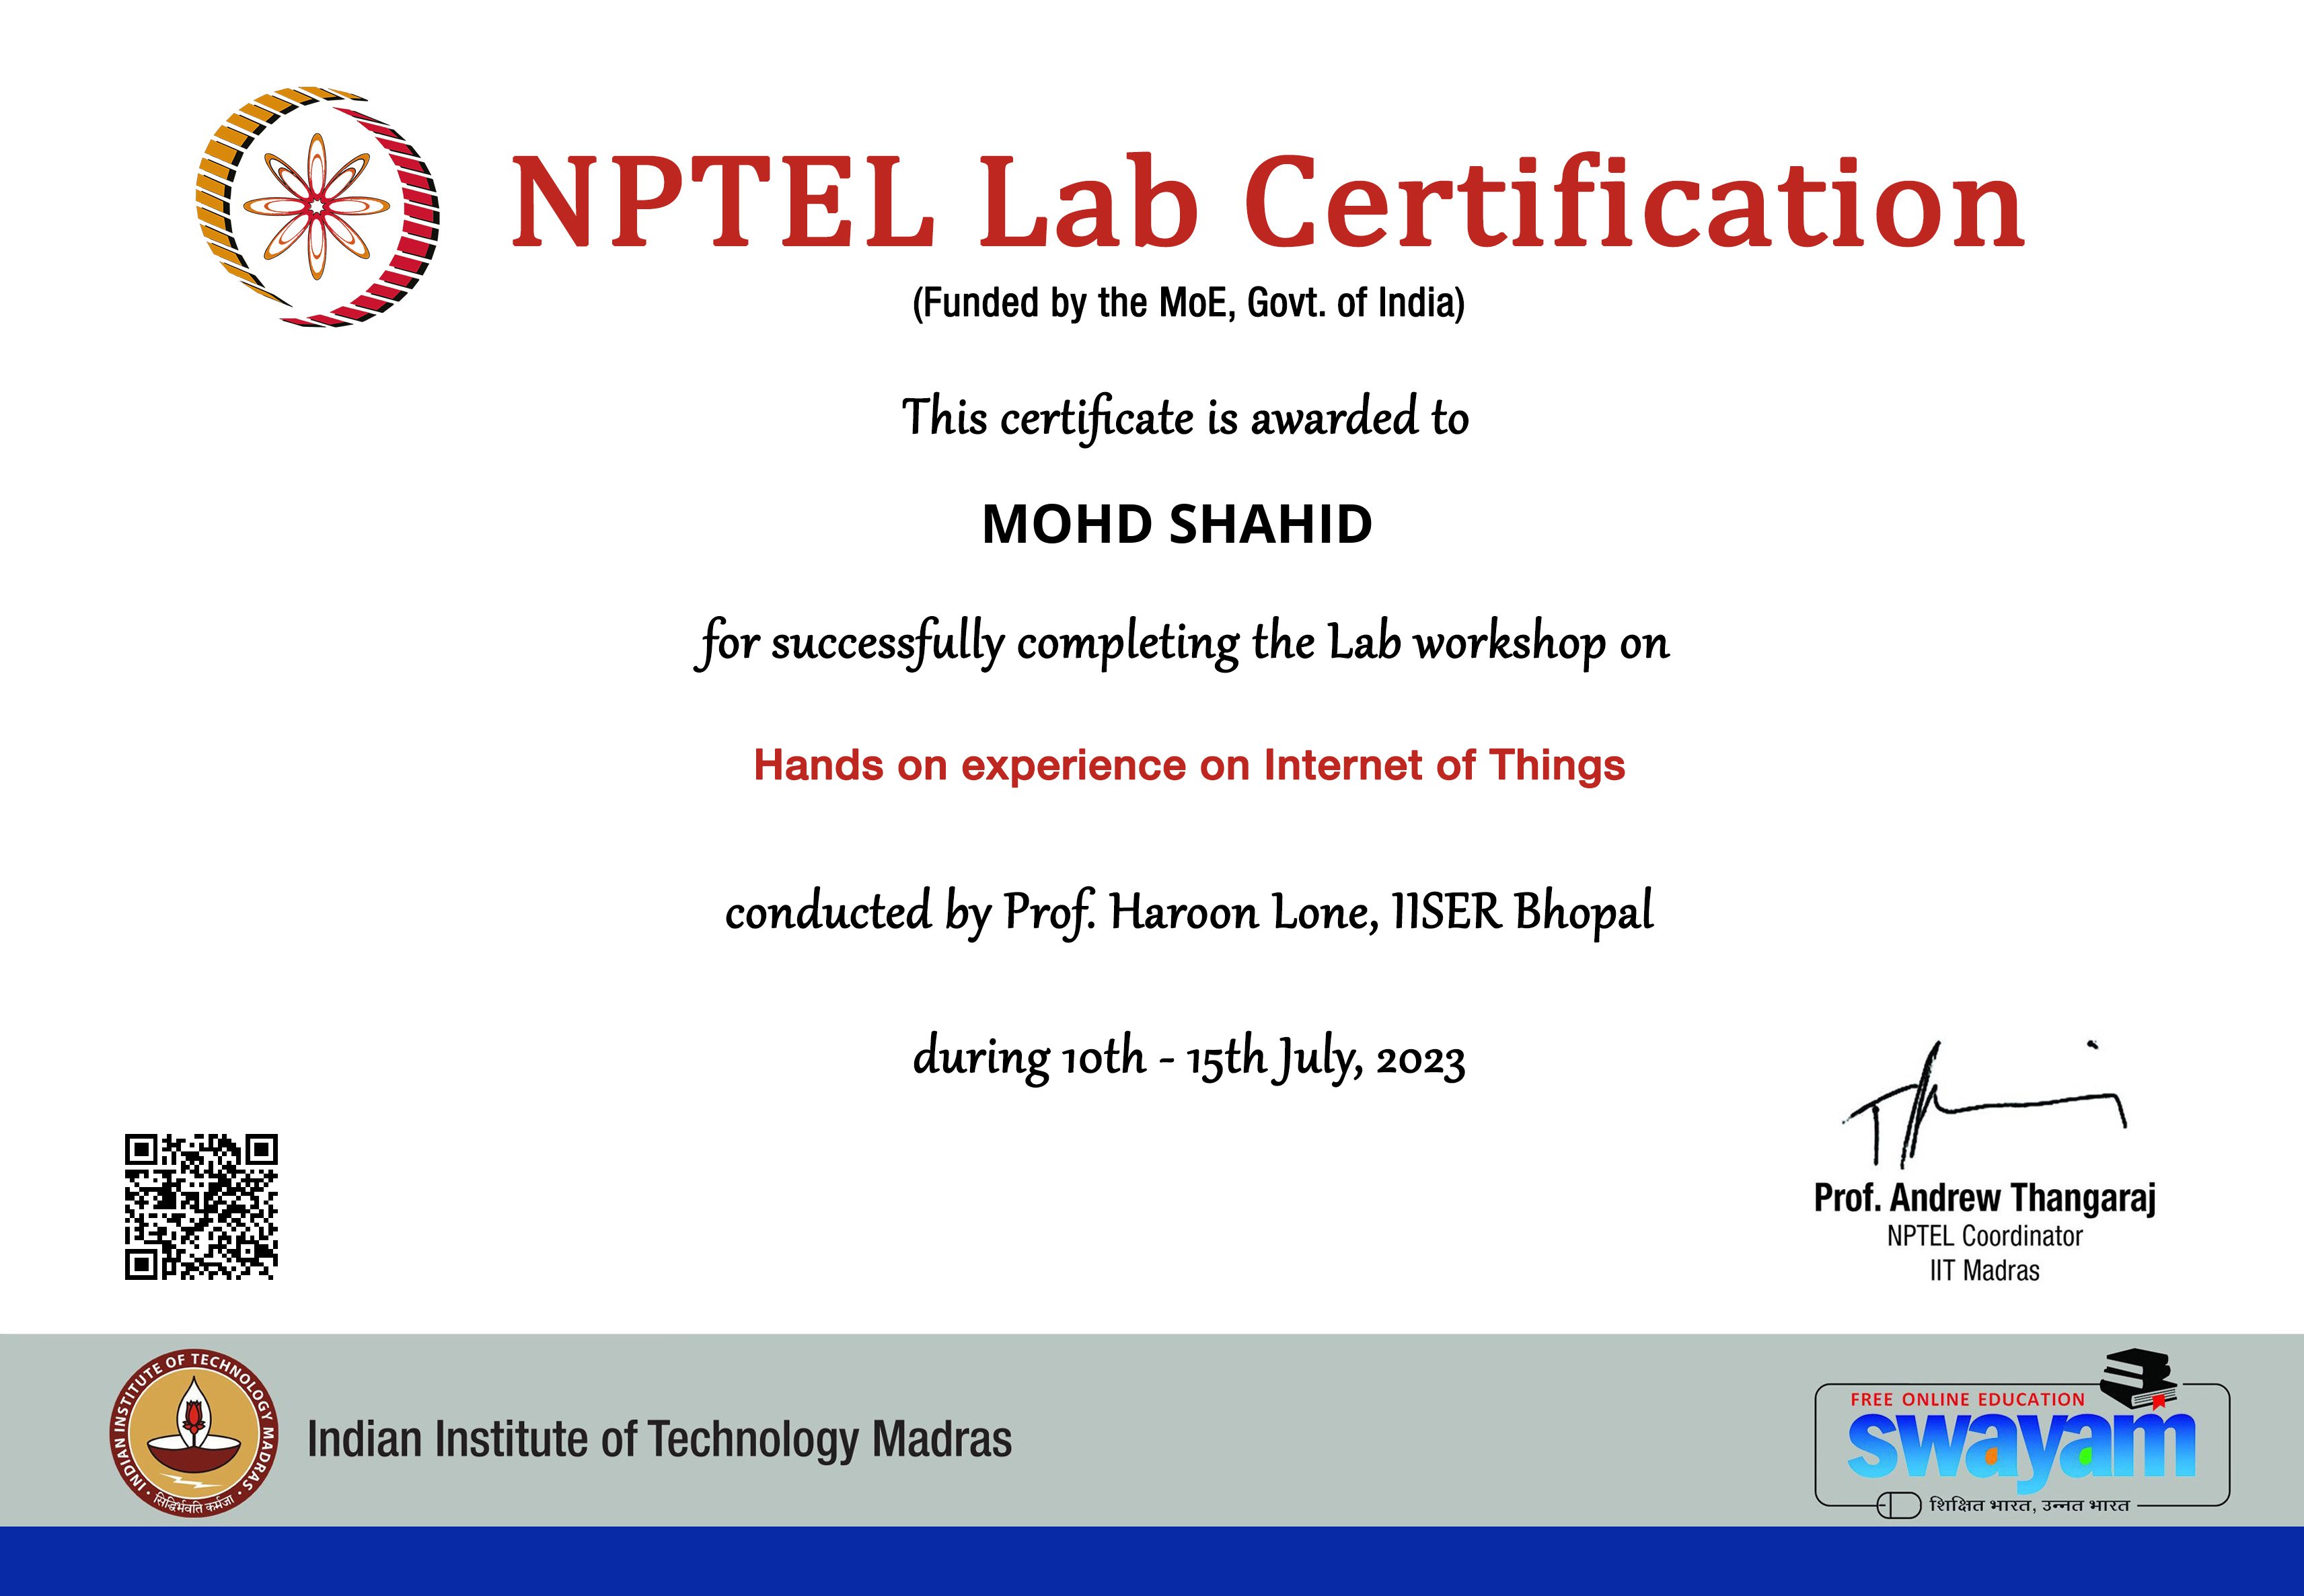 NPTEL Lab Certification
(Funded by the MoE, Govt. of India)
This certificate is awarded to
MOHD SHAHID
for successfully completing the Lab workshop on
Hands on experience on Internet of Things
conducted by Prof. Haroon Lone, IISER Bhopal
during 10th - 15th July, 2023
Prof. Andrew Thangaraj
NPTEL Coordinator
IIT Madras
INDIAN INSTITUTE OF TECHNOLOGY MADRAS
सिद्धिर्भवति कर्मजा
Indian Institute of Technology Madras
FREE ONLINE EDUCATION
swayam
शिक्षित भारत, उन्नत भारत